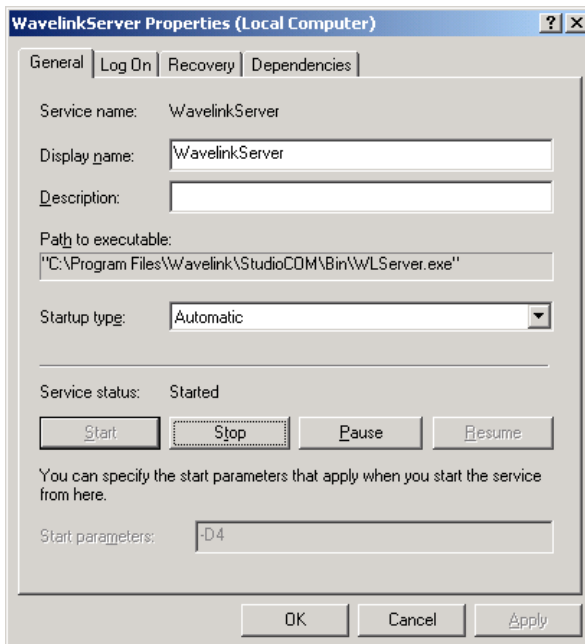 WavelinkServer Properties (Local Computer)
General Log On Recovery Dependencies
Service name: WavelinkServer
Display name: WavelinkServer
Description:
Path to executable:
"C:\Program Files\Wavelink\StudioCOM\Bin\WLServer.exe"
Startup type: Automatic
Service status: Started
Start Stop Pause Resume
You can specify the start parameters that apply when you start the service
from here.
Start parameters: -D4
OK Cancel Apply